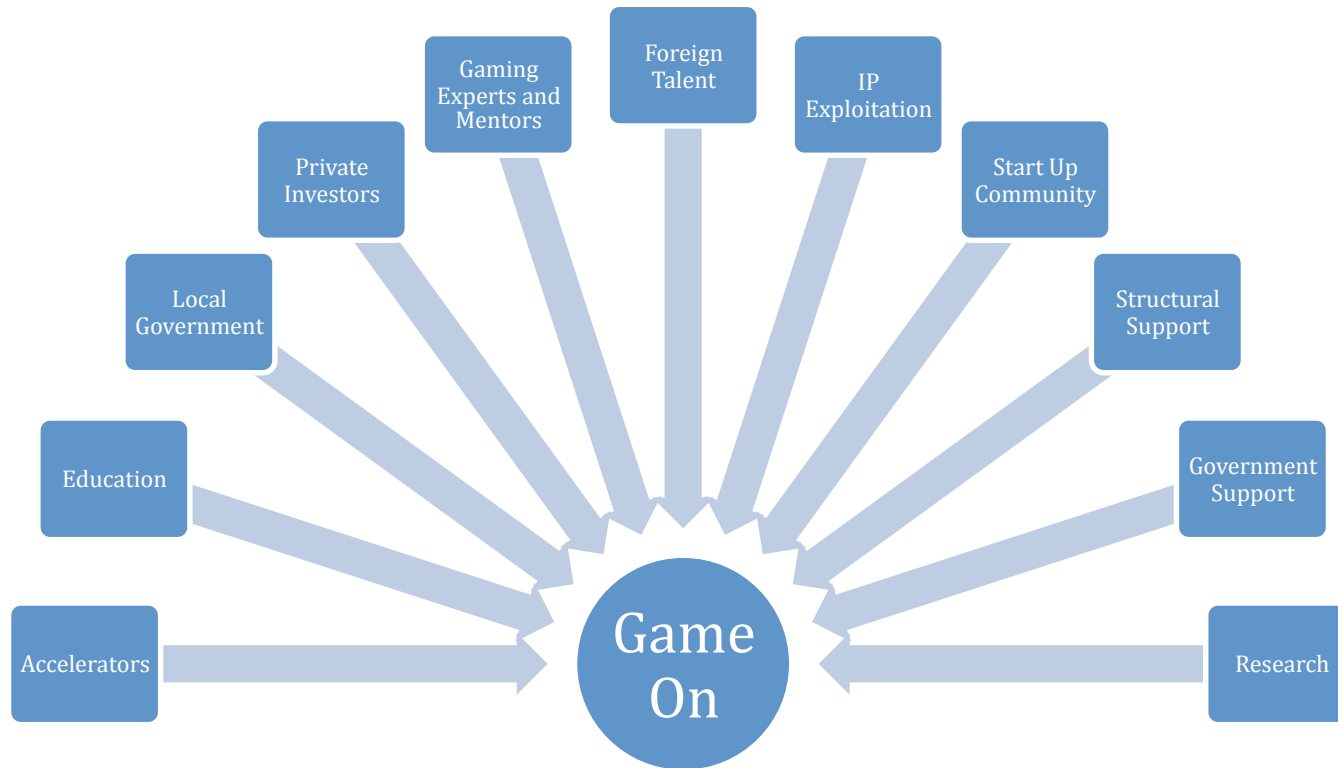 Foreign
Talent
Gaming
Experts and
Mentors
IP
Exploitation
Private
Investors
Start Up
Community
Local
Government
Structural
Support
Education
Government
Support
Accelerators
Game
On
Research